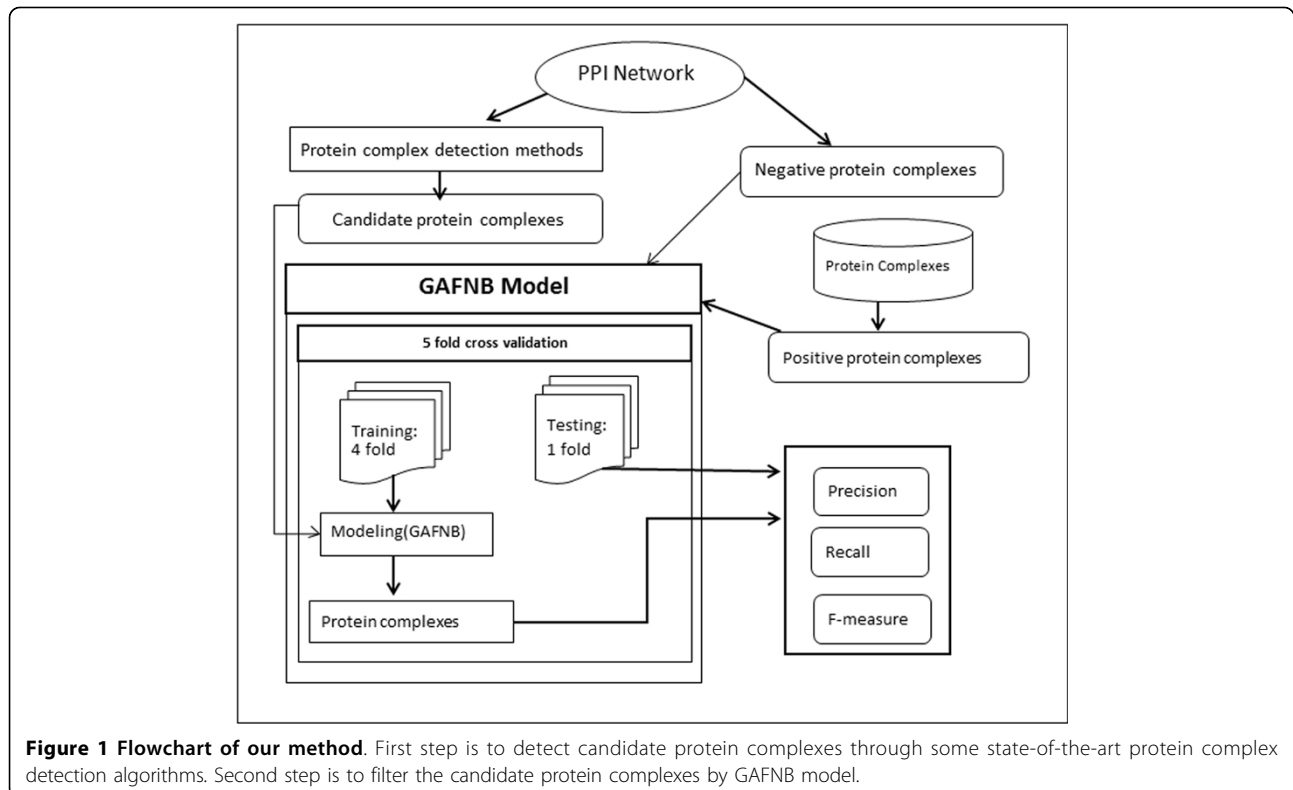 PPI Network
Protein complex detection methods
Negative protein complexes
Candidate protein complexes
Protein Complexes
GAFNB Model
5 fold cross validation
Positive protein complexes
Training:
4 fold
Testing:
1 fold
Precision
Modeling(GAFNB)
Recall
Protein complexes
F-measure
Figure 1 Flowchart of our method. First step is to detect candidate protein complexes through some state-of-the-art protein complex
detection algorithms. Second step is to filter the candidate protein complexes by GAFNB model.